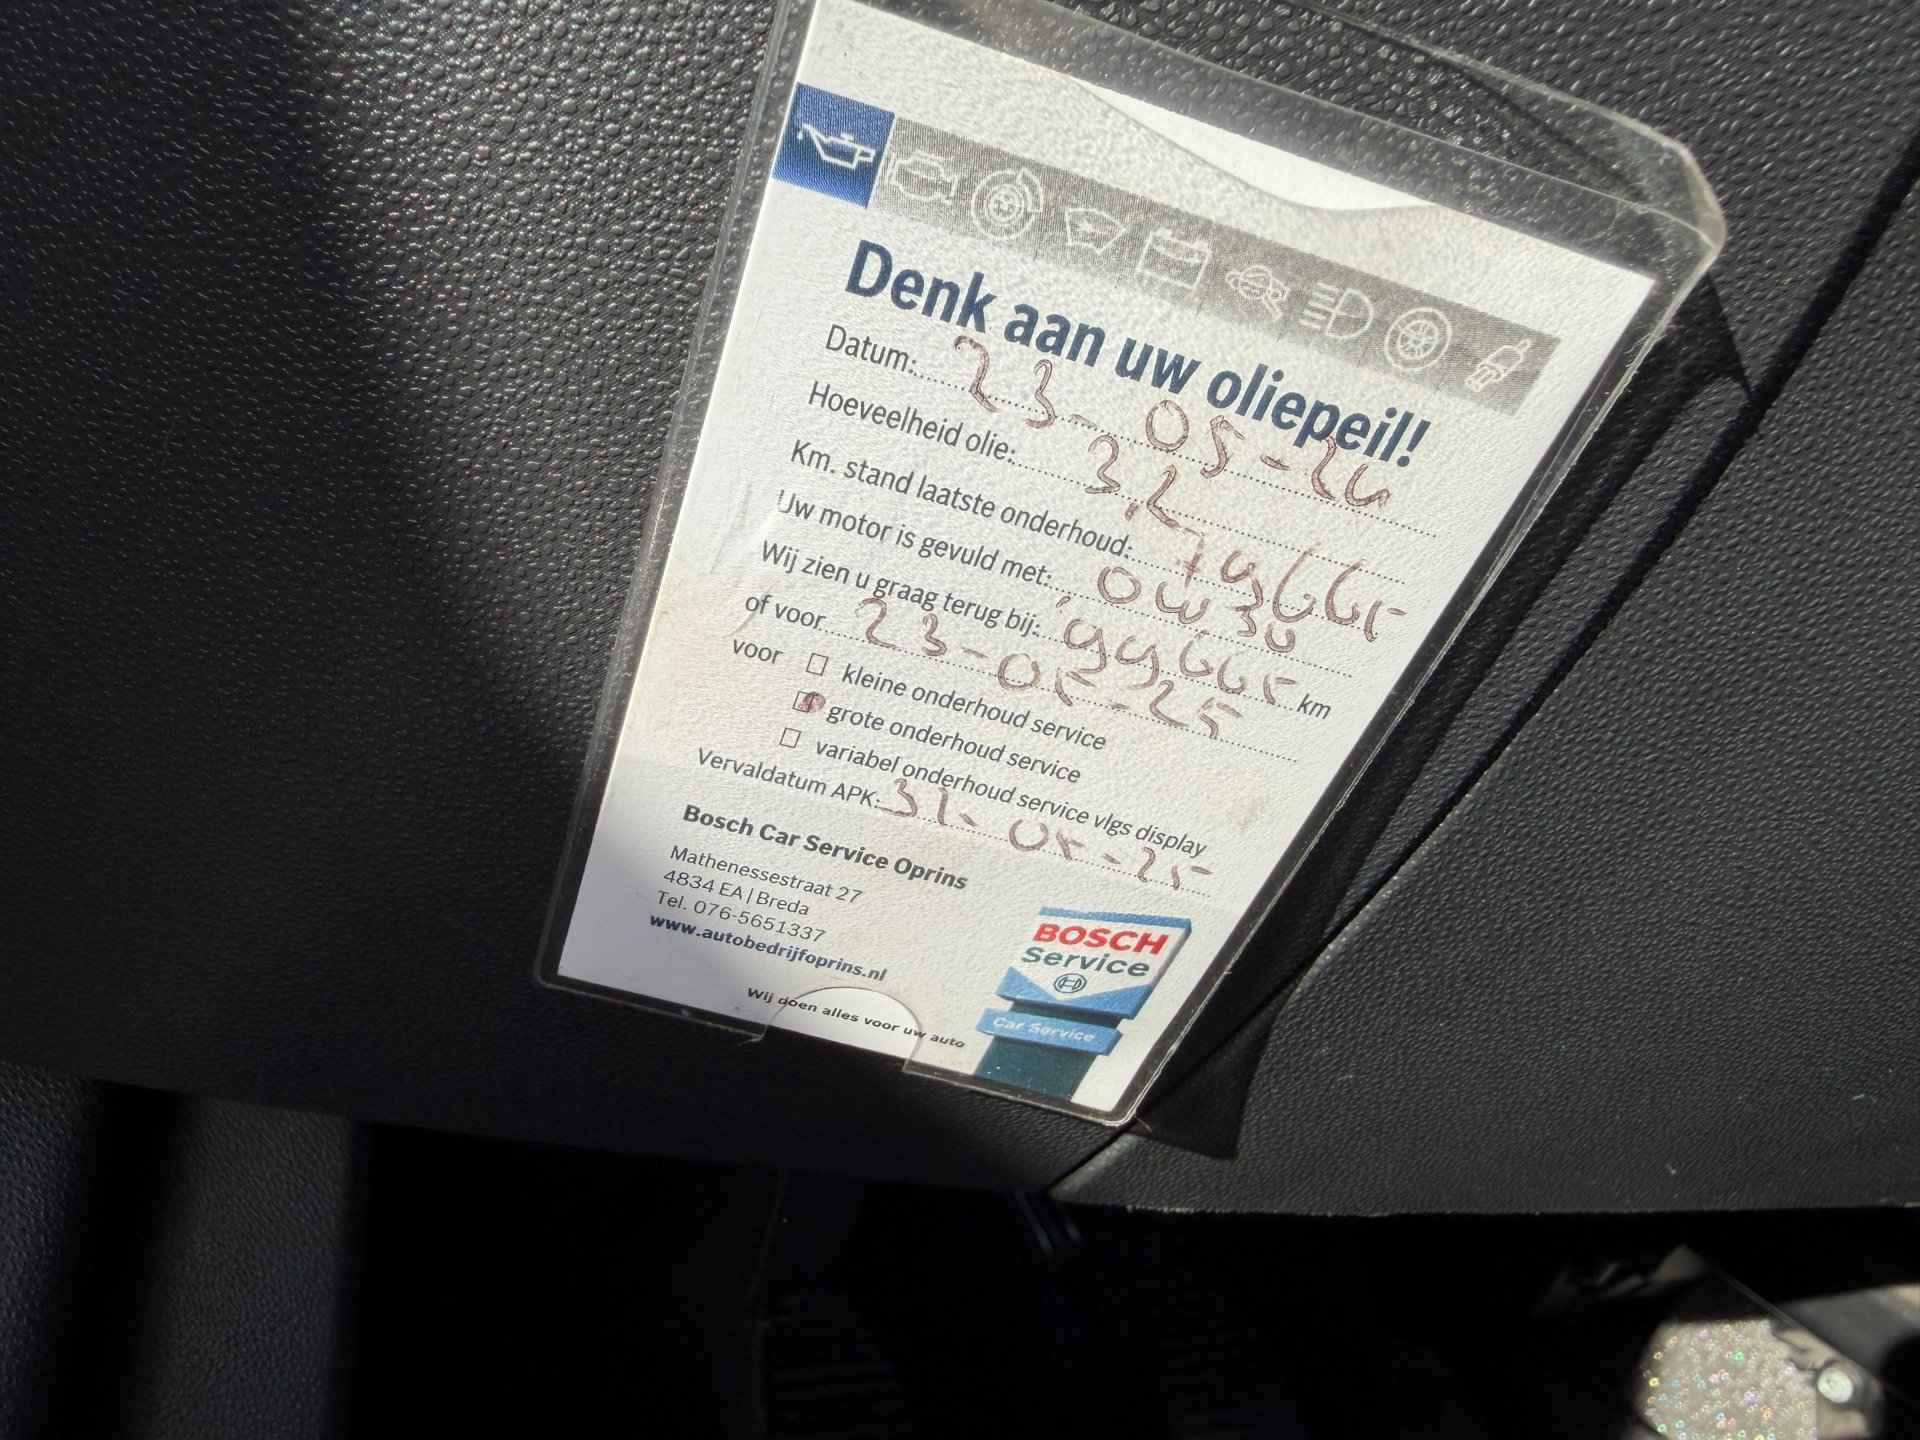 Denk aan uw oliepeil!
Datum: 23-05-24
Hoeveelheid olie: 3,2
Km. stand laatste onderhoud: 79665
Uw motor is gevuld met: 0W30
Wij zien u graag terug bij: 99665 km
of voor 23-05-25
voor kleine onderhoud service
grote onderhoud service
variabel onderhoud service vlgs display
Vervaldatum APK: 31-05-25
Bosch Car Service Oprins
Mathenessestraat 27
4834 EA | Breda
Tel. 076-5651337
www.autobedrijfoprins.nl
Wij doen alles voor uw auto
BOSCH
Service
Car Service